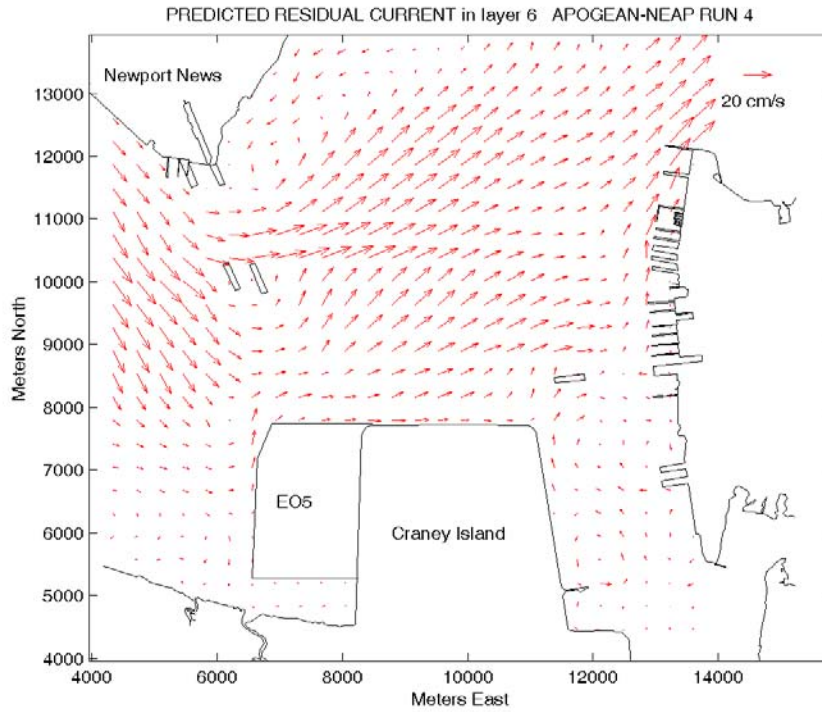 PREDICTED RESIDUAL CURRENT in layer 6 APOGEAN-NEAP RUN 4
Newport News
20 cm/s
13000
12000
11000
10000
9000
8000
7000
6000
5000
4000
Meters North
EO5
Craney Island
4000 6000 8000 10000 12000 14000
Meters East